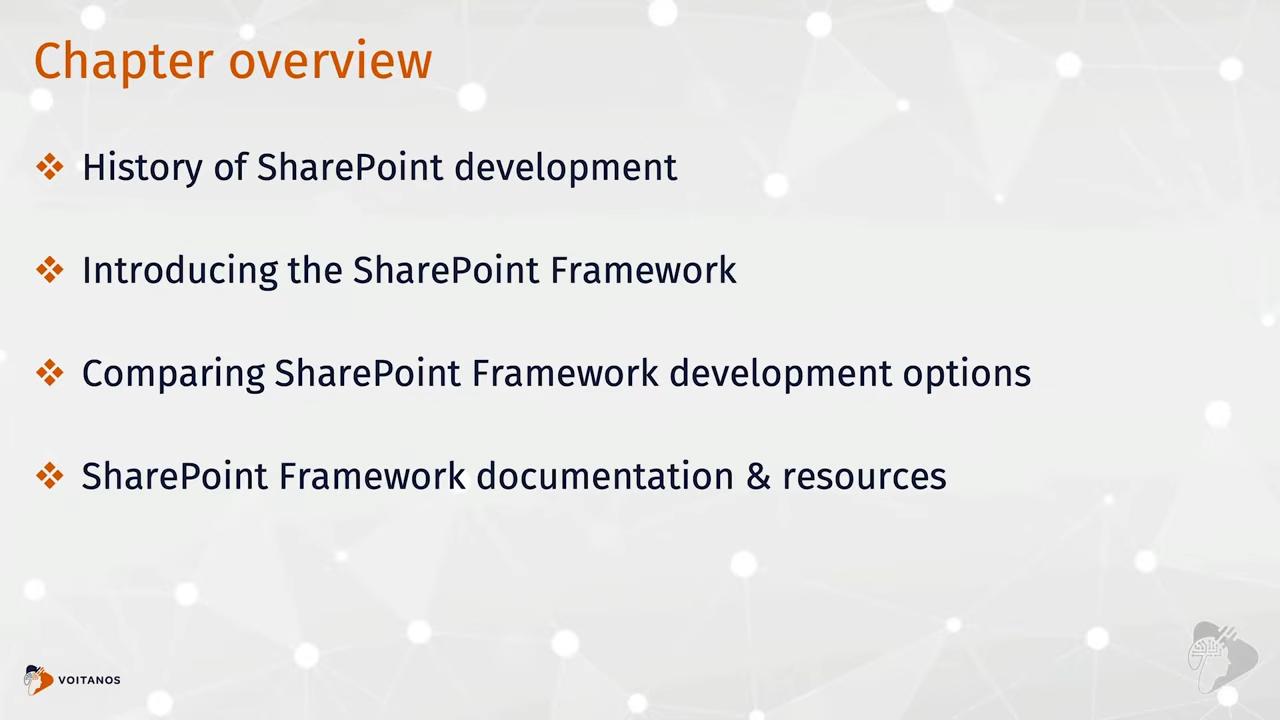 Chapter overview
History of SharePoint development
Introducing the SharePoint Framework
Comparing SharePoint Framework development options
SharePoint Framework documentation & resources
VOITANOS